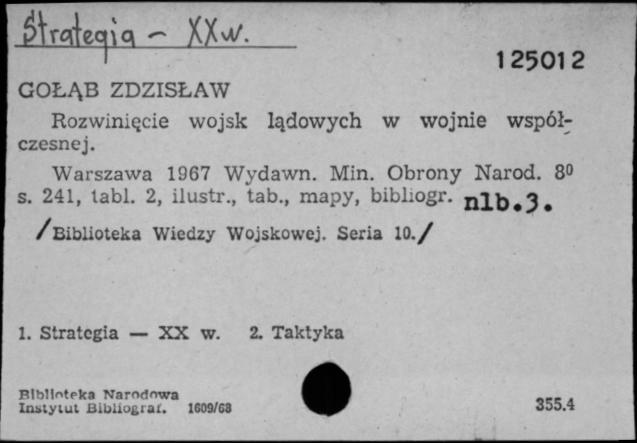 Strategia - XX w.
125012
GOŁĄB ZDZISŁAW
Rozwinięcie wojsk lądowych w wojnie współ-
czesnej.
Warszawa 1967 Wydawn. Min. Obrony Narod. 8⁰
s. 241, tabl. 2, ilustr., tab., mapy, bibliogr. nlb.3.
/Biblioteka Wiedzy Wojskowej. Seria 10./
1. Strategia — XX w. 2. Taktyka
Biblioteka Narodowa
Instytut Bibliograf. 1609/68
355.4